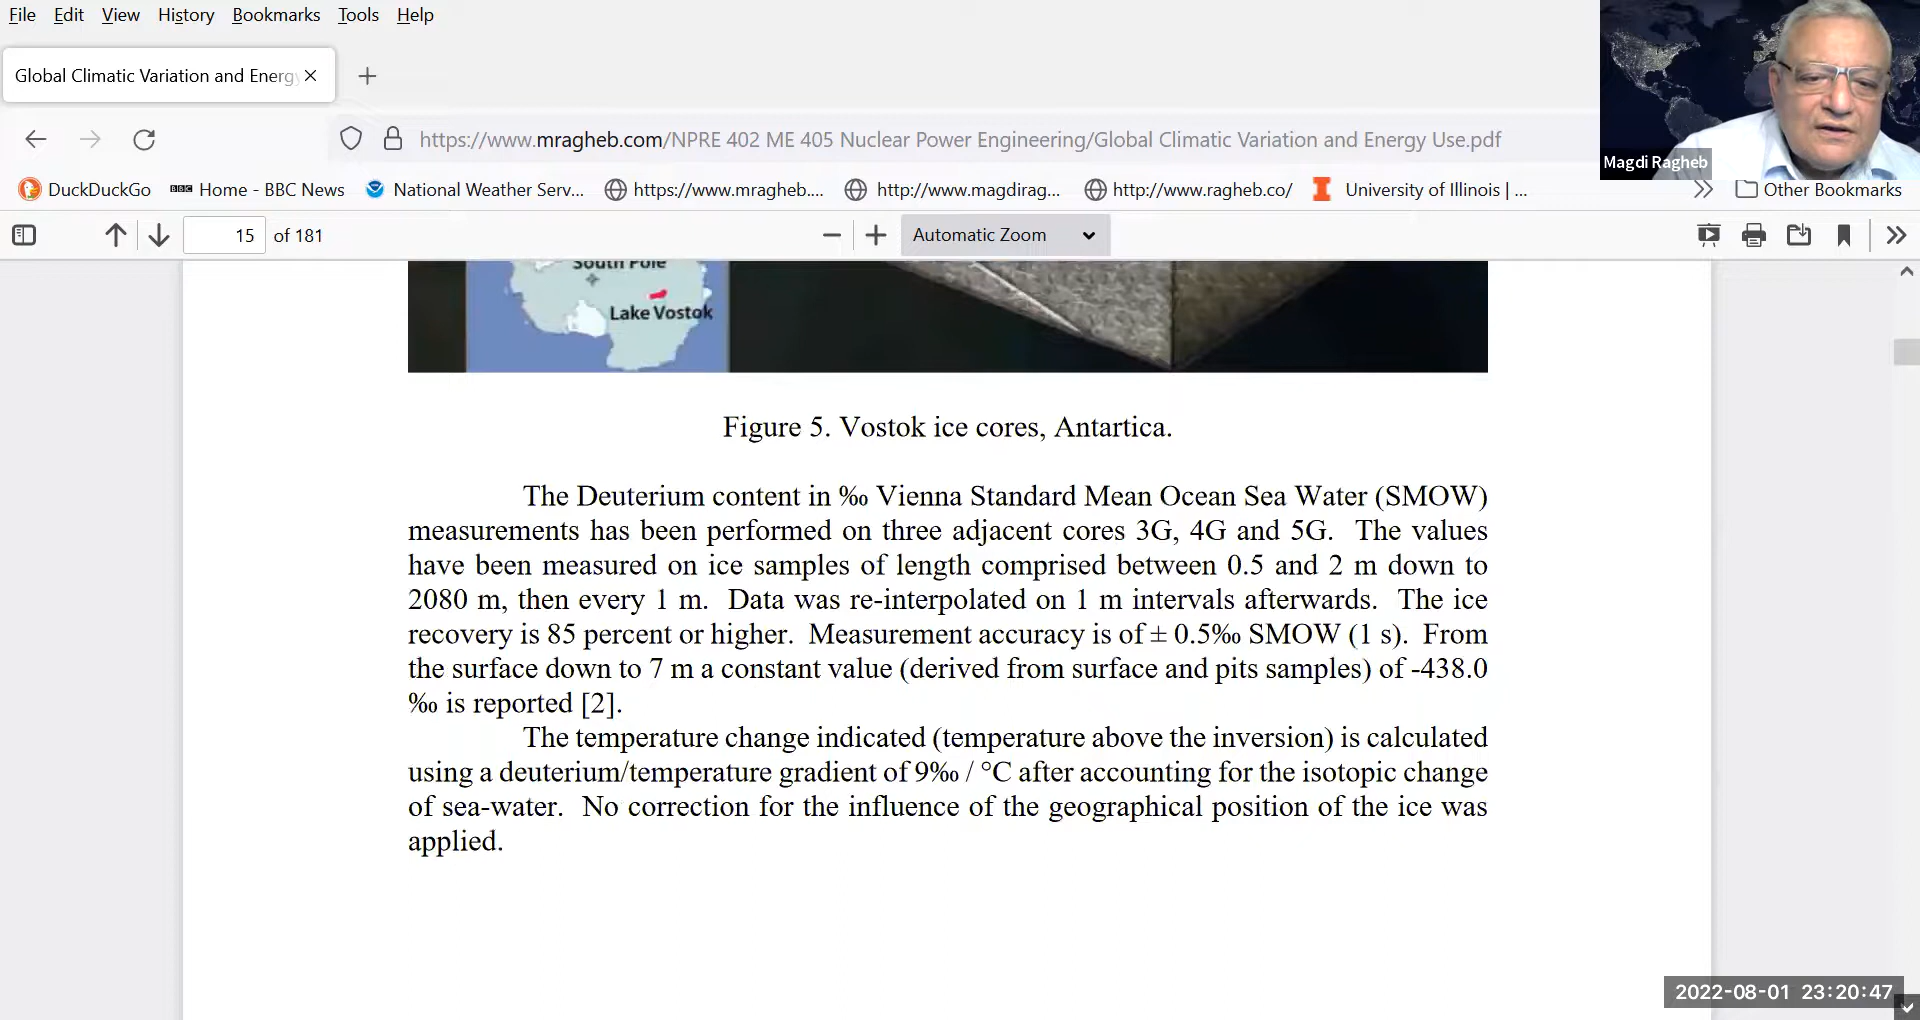 File Edit View History Bookmarks Tools Help
Global Climatic Variation and Energy
https://www.mragheb.com/NPRE 402 ME 405 Nuclear Power Engineering/Global Climatic Variation and Energy Use.pdf
Magdi Ragheb
DuckDuckGo BBC Home - BBC News National Weather Serv... https://www.mragheb.... http://www.magdirag... http://www.ragheb.co/ University of Illinois | ... Other Bookmarks
15 of 181 Automatic Zoom
South Pole
Lake Vostok
Figure 5. Vostok ice cores, Antartica.
The Deuterium content in ‰ Vienna Standard Mean Ocean Sea Water (SMOW)
measurements has been performed on three adjacent cores 3G, 4G and 5G. The values
have been measured on ice samples of length comprised between 0.5 and 2 m down to
2080 m, then every 1 m. Data was re-interpolated on 1 m intervals afterwards. The ice
recovery is 85 percent or higher. Measurement accuracy is of ± 0.5‰ SMOW (1 s). From
the surface down to 7 m a constant value (derived from surface and pits samples) of -438.0
‰ is reported [2].
The temperature change indicated (temperature above the inversion) is calculated
using a deuterium/temperature gradient of 9‰ / °C after accounting for the isotopic change
of sea-water. No correction for the influence of the geographical position of the ice was
applied.
2022-08-01 23:20:47